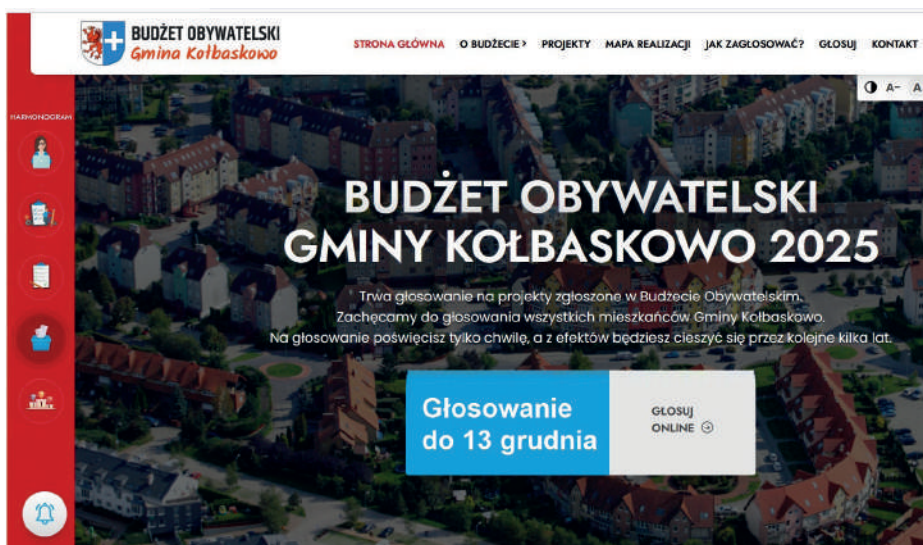 BUDŻET OBYWATELSKI
Gmina Kołbaskowo
STRONA GŁÓWNA O BUDŻECIE > PROJEKTY MAPA REALIZACJI JAK ZAGŁOSOWAĆ? GŁOSUJ KONTAKT
A- A
HARMONOGRAM
BUDŻET OBYWATELSKI
GMINY KOŁBASKOWO 2025
Trwa głosowanie na projekty zgłoszone w Budżecie Obywatelskim.
Zachęcamy do głosowania wszystkich mieszkańców Gminy Kołbaskowo.
Na głosowanie poświęcisz tylko chwilę, a z efektów będziesz cieszyć się przez kolejne kilka lat.
Głosowanie
do 13 grudnia
GŁOSUJ
ONLINE